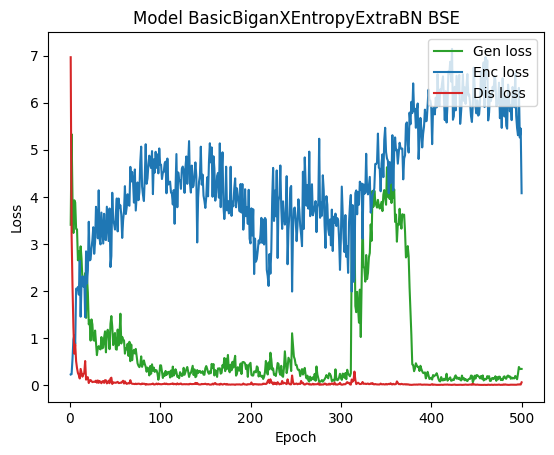 Model BasicBiganXEntropyExtraBN BSE
Gen loss
Enc loss
Dis loss
Loss
7
6
5
4
3
2
1
0
0 100 200 300 400 500
Epoch